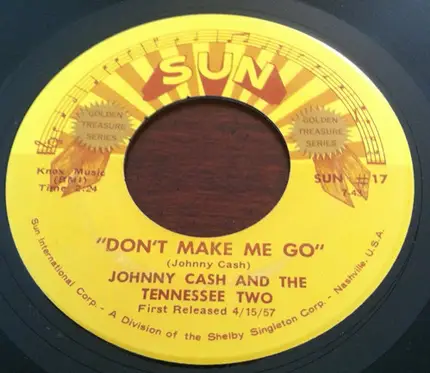 SUN
GOLDEN
TREASURE
SERIES
GOLDEN
TREASURE
SERIES
Knox Music
(BMI)
Time 2:24
SUN #17
"DON'T MAKE ME GO"
(Johnny Cash)
JOHNNY CASH AND THE
TENNESSEE TWO
First Released 4/15/57
Sun International Corp. - A Division of the Shelby Singleton Corp. - Nashville, U.S.A.